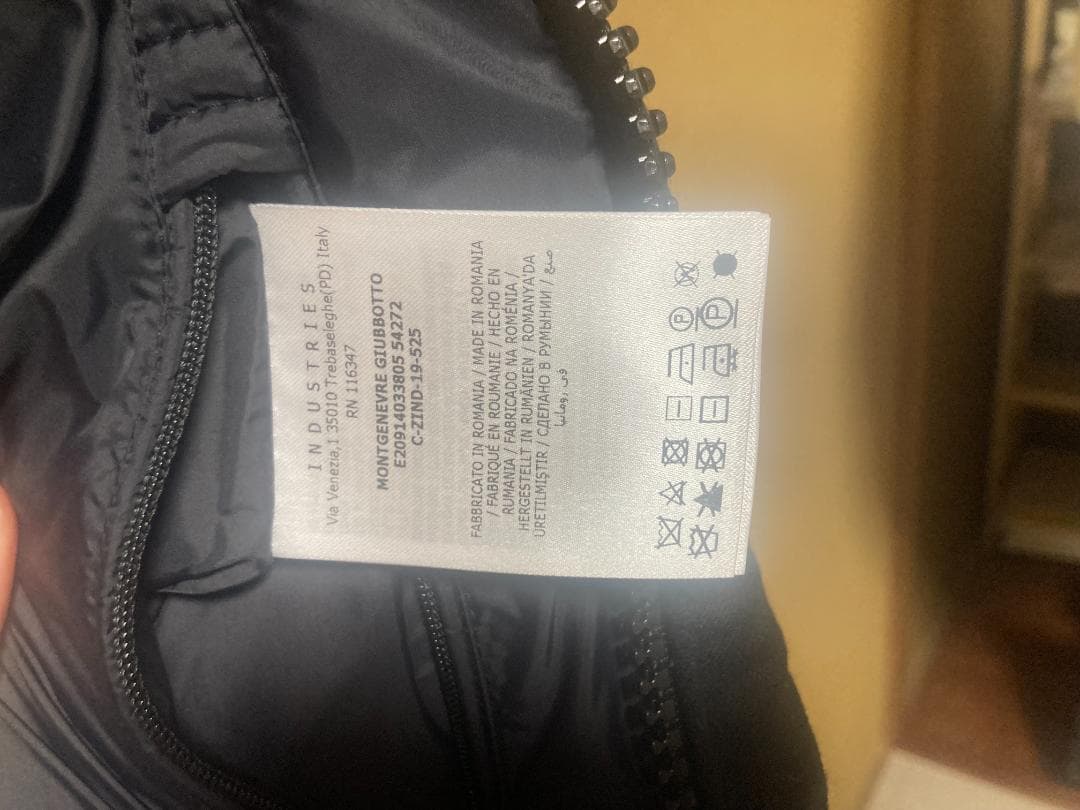 INDUSTRIES
Via Venezia,1 35010 Trebaseleghe(PD) Italy
RN 116347
MONTGENEVRE GIUBBOTTO
E20914033805 54272
C-ZIND-19-525
FABBRICATO IN ROMANIA / MADE IN ROMANIA
/ FABRIQUÉ EN ROUMANIE / HECHO EN
RUMANIA / FABRICADO NA ROMÉNIA /
HERGESTELLT IN RUMÄNIEN / ROMANYA'DA
URETILMIŞTIR / СДЕЛАНО В РУМЫНИИ / صنع
في رومانيا
P
P